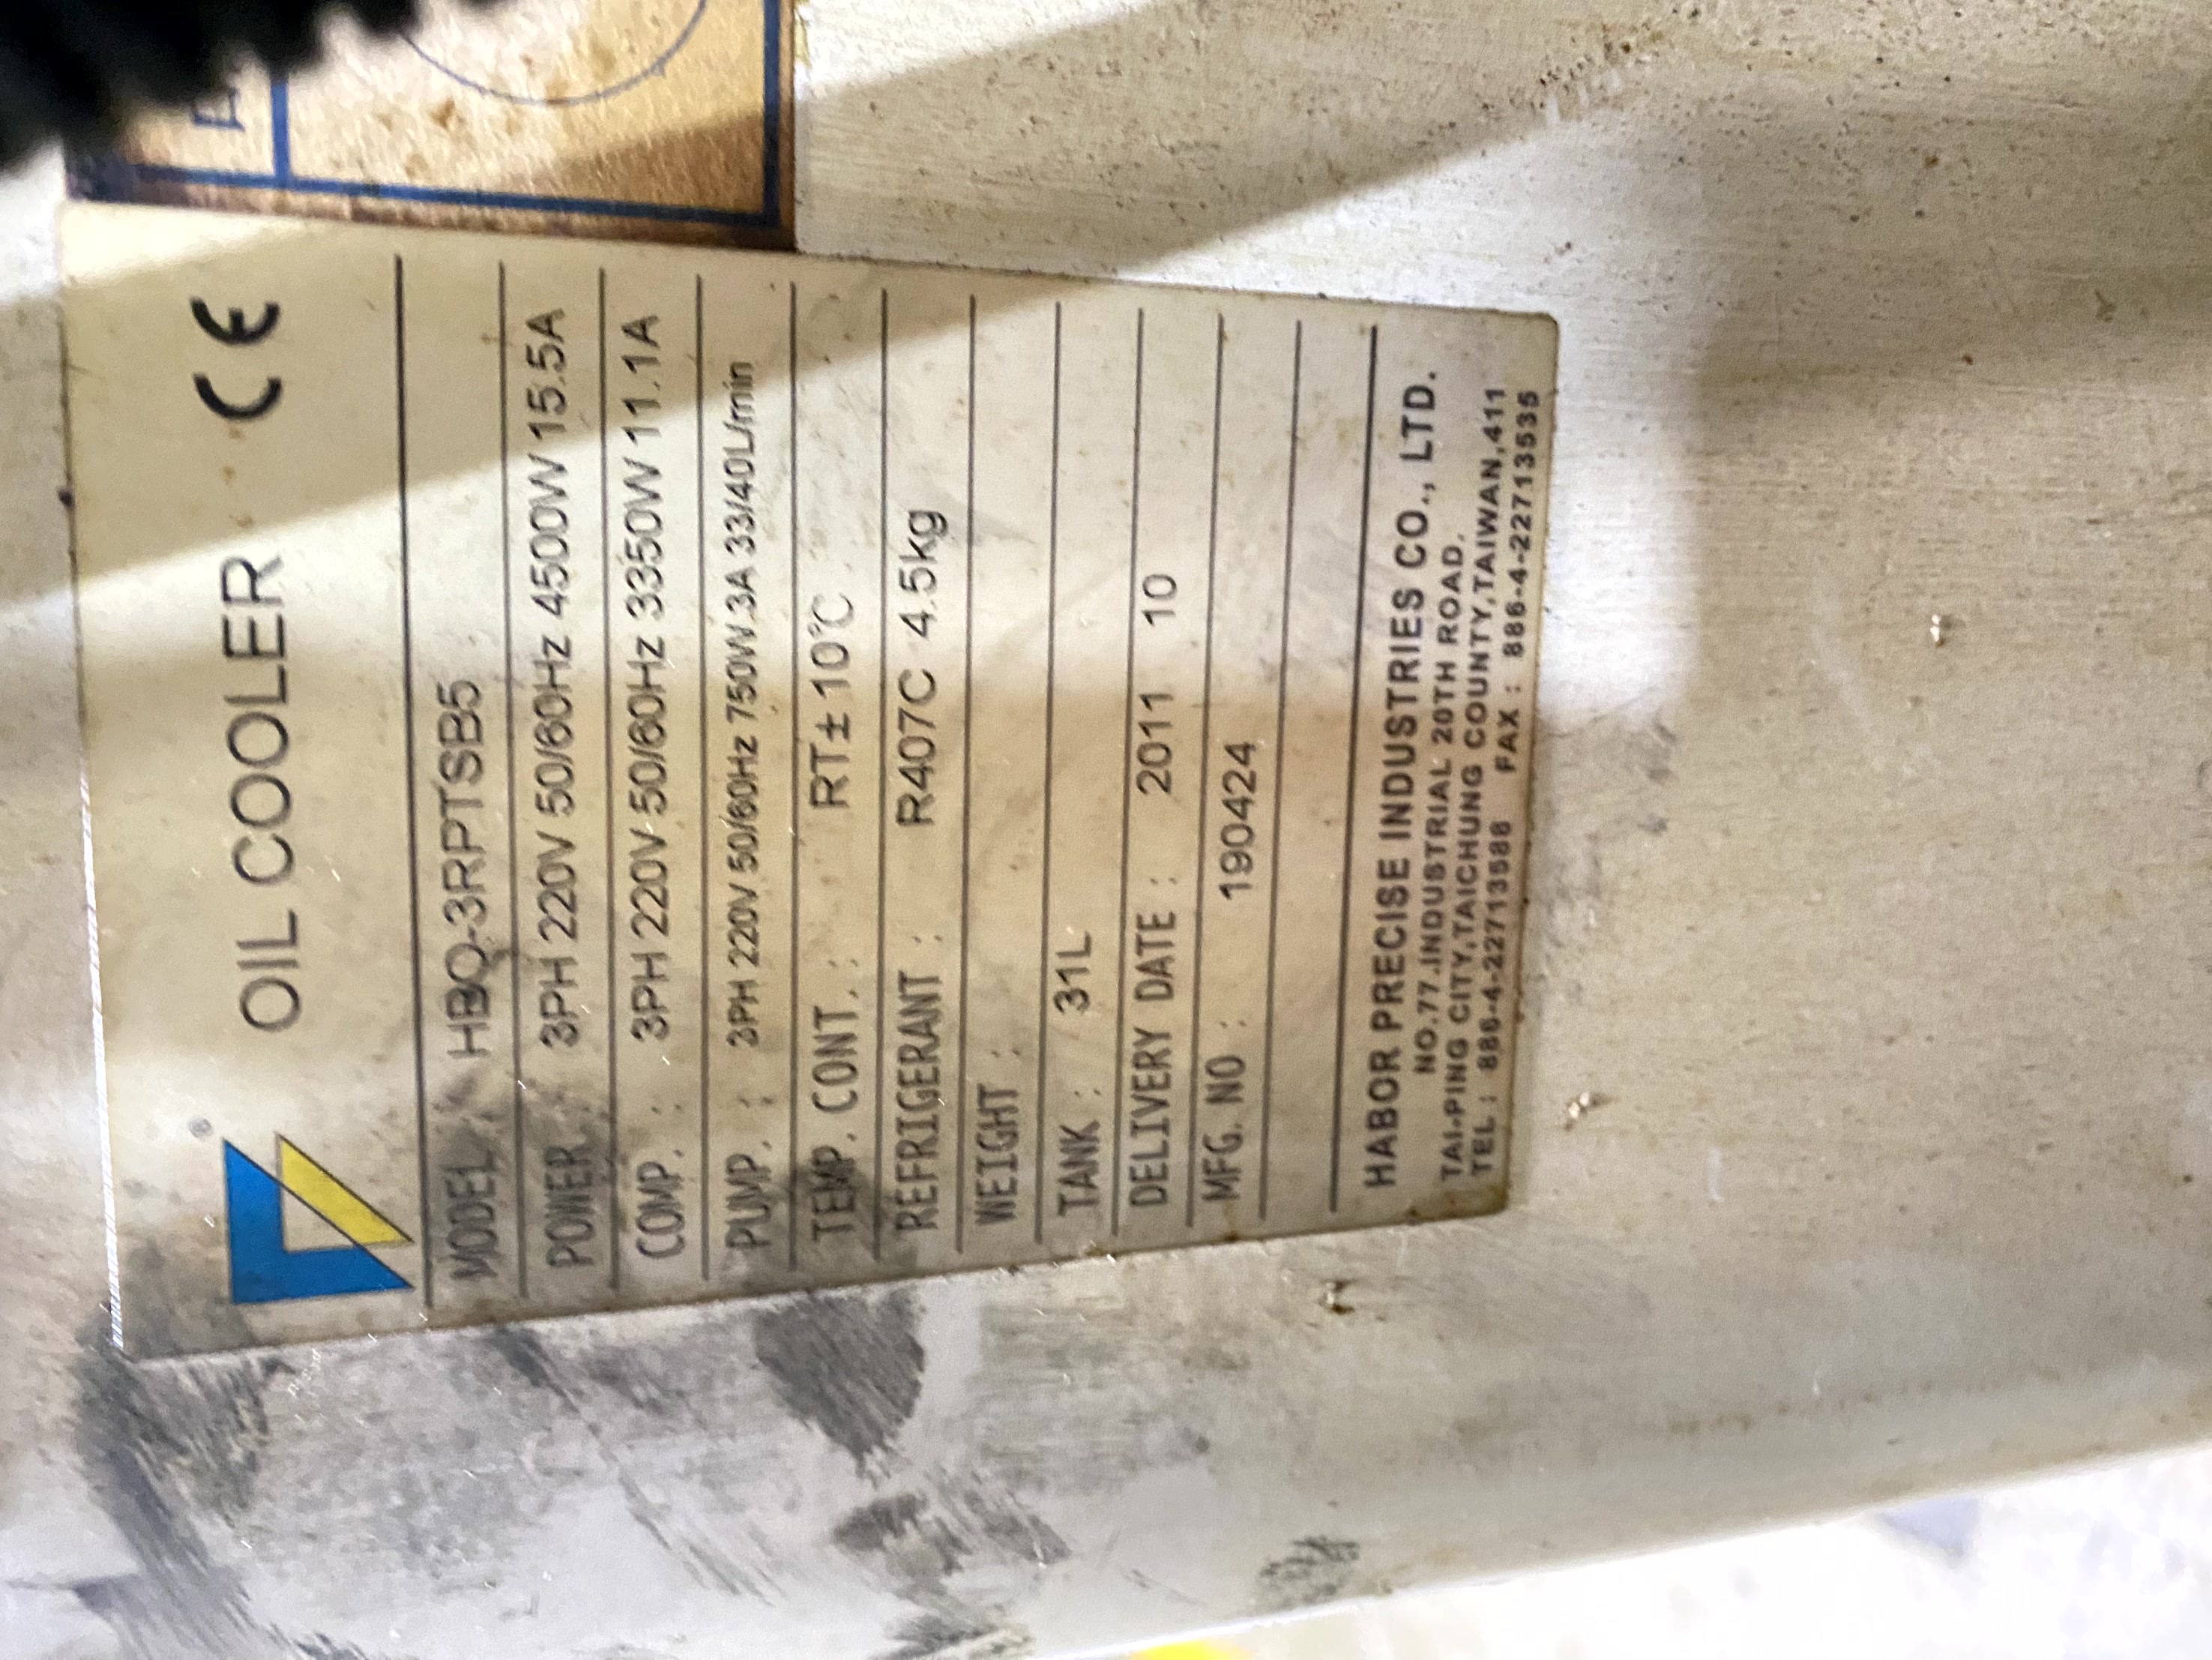 ®
OIL COOLER CE
MODEL : HBO-3RPTSB5
POWER : 3PH 220V 50/60Hz 4500W 15.5A
COMP. : 3PH 220V 50/60Hz 3350W 11.1A
PUMP. : 3PH 220V 50/60Hz 750W 3A 33/40L/min
TEMP. CONT. : RT± 10℃
REFRIGERANT : R407C 4.5kg
WEIGHT :
TANK : 31L
DELIVERY DATE : 2011 10
MFG. NO : 190424
HABOR PRECISE INDUSTRIES CO., LTD.
NO.77.INDUSTRIAL 20TH ROAD.
TAI-PING CITY,TAICHUNG COUNTY,TAIWAN,411
TEL : 886-4-22713588 FAX : 886-4-22713535